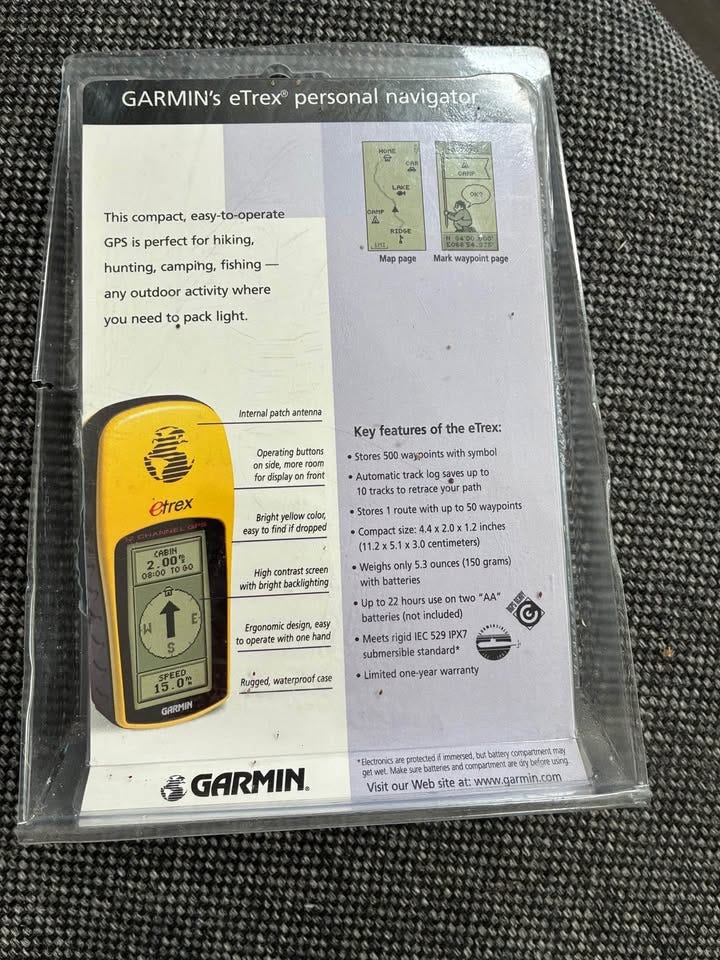 GARMIN's eTrex® personal navigator
HOME
CAR
LAKE
CAMP
RIDGE
1MI
CAMP
OK?
Map page
Mark waypoint page
This compact, easy-to-operate
GPS is perfect for hiking,
hunting, camping, fishing —
any outdoor activity where
you need to pack light.
Internal patch antenna
Operating buttons
on side, more room
for display on front
Bright yellow color,
easy to find if dropped
High contrast screen
with bright backlighting
Ergonomic design, easy
to operate with one hand
Rugged, waterproof case
etrex
12 CHANNEL GPS
CABIN
2.00
08:00 TO GO
W
E
S
SPEED
15.0
GARMIN
Key features of the eTrex:
• Stores 500 waypoints with symbol
• Automatic track log saves up to
10 tracks to retrace your path
• Stores 1 route with up to 50 waypoints
• Compact size: 4.4 x 2.0 x 1.2 inches
(11.2 x 5.1 x 3.0 centimeters)
• Weighs only 5.3 ounces (150 grams)
with batteries
• Up to 22 hours use on two "AA"
batteries (not included)
• Meets rigid IEC 529 IPX7
submersible standard*
• Limited one-year warranty
GARMIN®
*Electronics are protected if immersed, but battery compartment may
get wet. Make sure batteries and compartment are dry before using.
Visit our Web site at: www.garmin.com